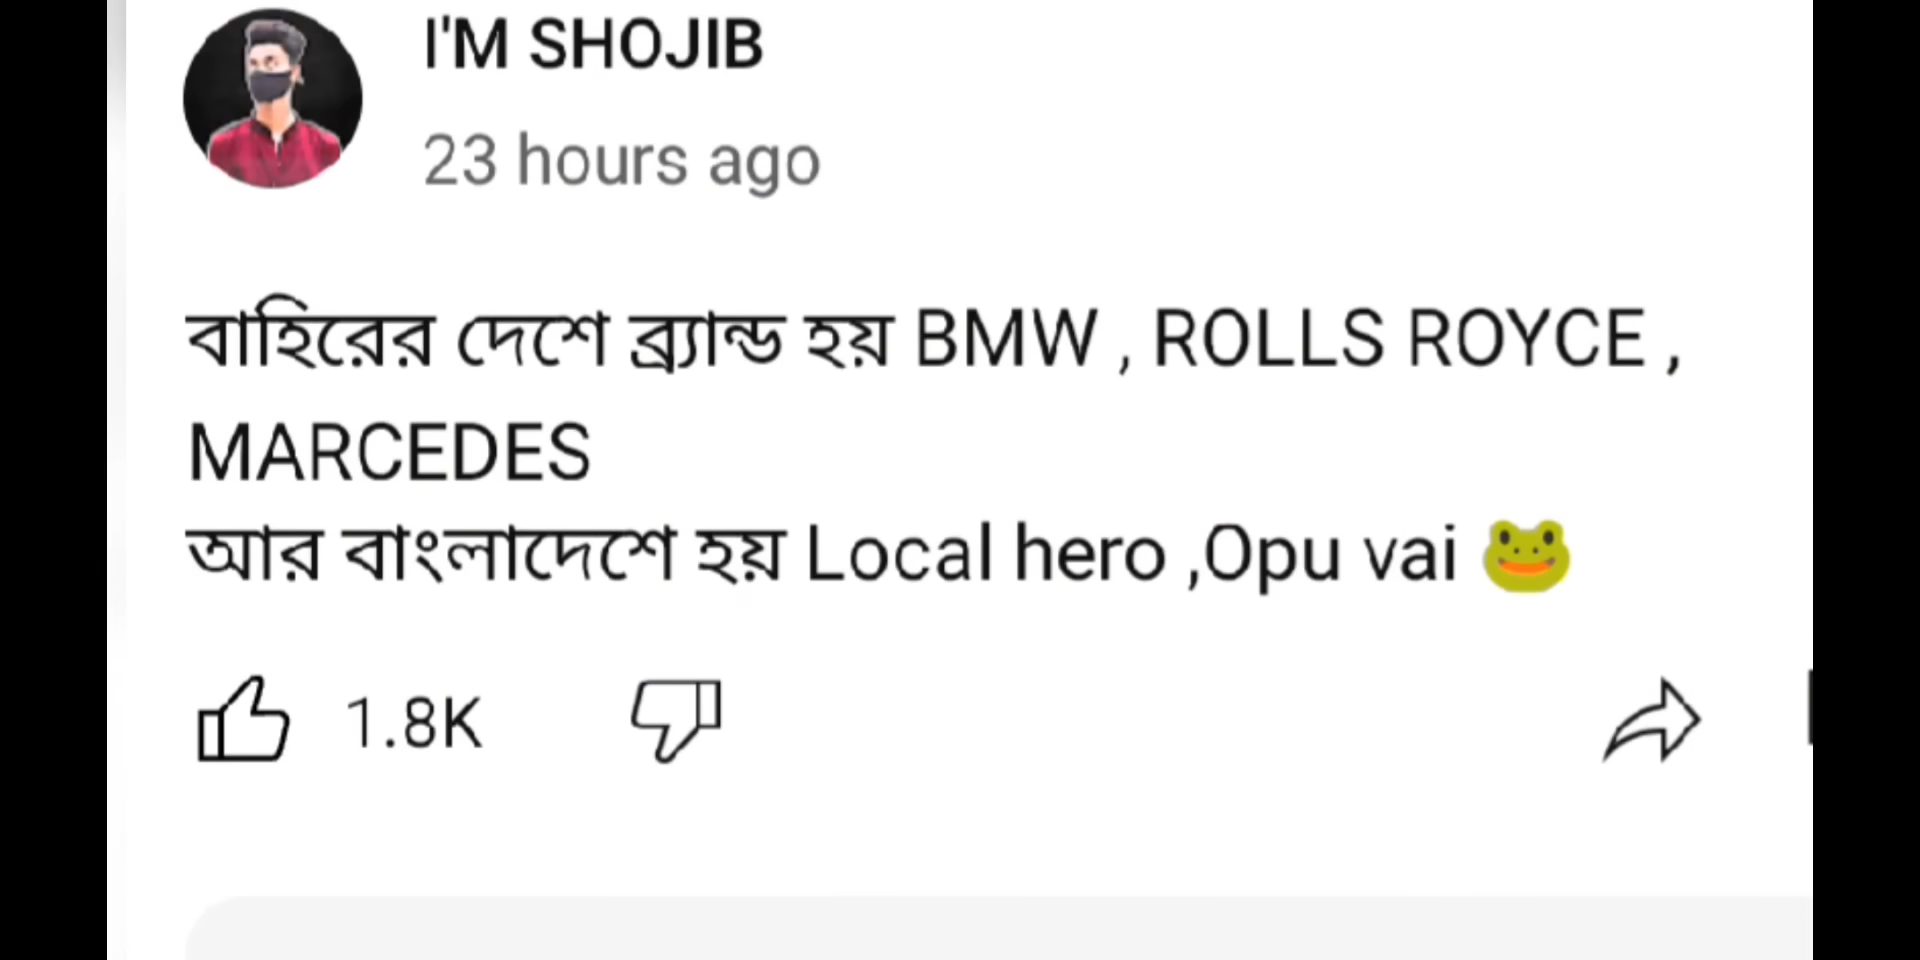 I'M SHOJIB
23 hours ago
বাহিরের দেশে ব্র্যান্ড হয় BMW , ROLLS ROYCE ,
MARCEDES
আর বাংলাদেশে হয় Local hero ,Opu vai 🐸
1.8K